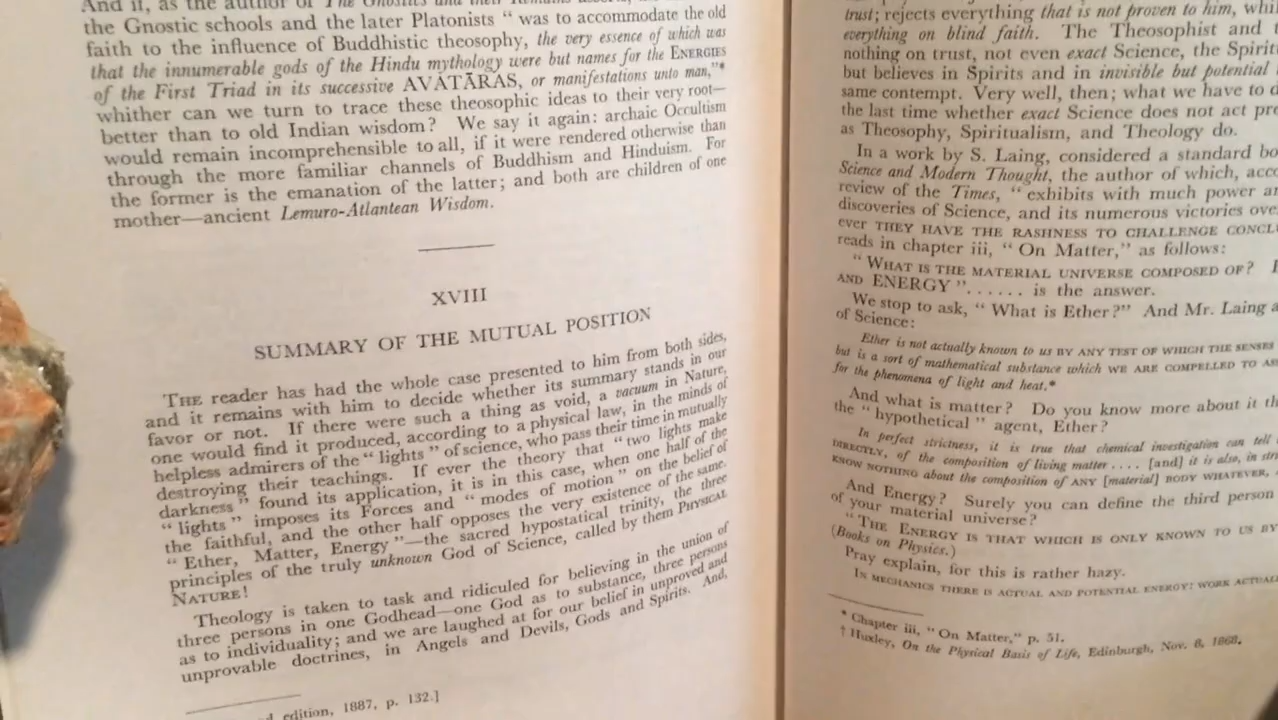 And if, as the author of The Gnostics and their Remains
the Gnostic schools and the later Platonists “ was to accommodate the old
faith to the influence of Buddhistic theosophy, the very essence of which was
that the innumerable gods of the Hindu mythology were but names for the ENERGIES
of the First Triad in its successive AVATĀRAS, or manifestations unto man,”*
whither can we turn to trace these theosophic ideas to their very root—
better than to old Indian wisdom? We say it again: archaic Occultism
would remain incomprehensible to all, if it were rendered otherwise than
through the more familiar channels of Buddhism and Hinduism. For
the former is the emanation of the latter; and both are children of one
mother—ancient Lemuro-Atlantean Wisdom.
XVIII
SUMMARY OF THE MUTUAL POSITION
THE reader has had the whole case presented to him from both sides,
and it remains with him to decide whether its summary stands in our
favor or not. If there were such a thing as void, a vacuum in Nature,
one would find it produced, according to a physical law, in the minds of
helpless admirers of the “ lights ” of science, who pass their time in mutually
destroying their teachings. If ever the theory that “ two lights make
darkness ” found its application, it is in this case, when one half of the
“ lights ” imposes its Forces and “ modes of motion ” on the belief of
the faithful, and the other half opposes the very existence of the same.
“ Ether, Matter, Energy ”—the sacred hypostatical trinity, the three
principles of the truly unknown God of Science, called by them PHYSICAL
NATURE!
Theology is taken to task and ridiculed for believing in the union of
three persons in one Godhead—one God as to substance, three persons
as to individuality; and we are laughed at for our belief in unproved and
unprovable doctrines, in Angels and Devils, Gods and Spirits. And,
edition, 1887, p. 132.]
trust; rejects everything that is not proven to him,
everything on blind faith. The Theosophist and
nothing on trust, not even exact Science, the
but believes in Spirits and in invisible but potential
same contempt. Very well, then; what we have to
the last time whether exact Science does not act
as Theosophy, Spiritualism, and Theology do.
In a work by S. Laing, considered a standard
Science and Modern Thought, the author of which,
review of the Times, “ exhibits with much power
discoveries of Science, and its numerous victories
ever THEY HAVE THE RASHNESS TO CHALLENGE
reads in chapter iii, “ On Matter,” as follows:
“ WHAT IS THE MATERIAL UNIVERSE COMPOSED OF?
AND ENERGY ”...... is the answer.
We stop to ask, “ What is Ether?” And Mr. Laing
of Science:
Ether is not actually known to us BY ANY TEST OF WHICH THE SENSES
but is a sort of mathematical substance which WE ARE COMPELLED TO
for the phenomena of light and heat.*
And what is matter? Do you know more about it
the “ hypothetical ” agent, Ether?
In perfect strictness, it is true that chemical investigation can tell
DIRECTLY, of the composition of living matter .... [and] it is also, in
KNOW NOTHING about the composition of ANY [material] BODY WHATEVER,
And Energy? Surely you can define the third person
of your material universe?
“ THE ENERGY IS THAT WHICH IS ONLY KNOWN TO US BY
(Books on Physics.)
Pray explain, for this is rather hazy.
IN MECHANICS THERE IS ACTUAL AND POTENTIAL ENERGY: WORK
* Chapter iii, “ On Matter,” p. 51.
† Huxley, On the Physical Basis of Life, Edinburgh, Nov. 8, 1868.